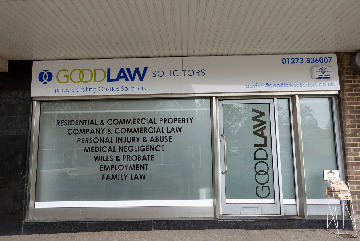 GOODLAW SOLICITORS
01273 836007
RESIDENTIAL & COMMERCIAL PROPERTY
COMPANY & COMMERCIAL LAW
PERSONAL INJURY & ABUSE
MEDICAL NEGLIGENCE
WILLS & PROBATE
EMPLOYMENT
FAMILY LAW
GOODLAW